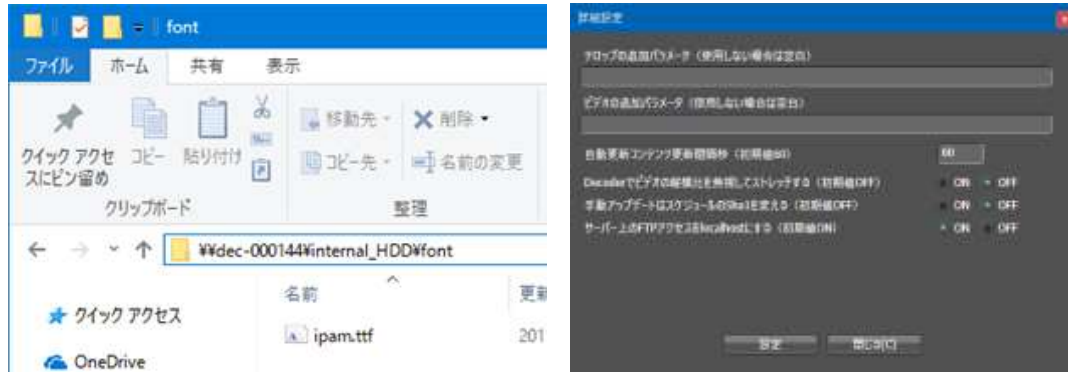 font
ファイル ホーム 共有 表示
クイック アクセスにピン留め
コピー
貼り付け
移動先
コピー先
削除
名前の変更
クリップボード
整理
¥¥dec-000144¥internal_HDD¥font
名前
更新
クイック アクセス
ipam.ttf
201
OneDrive
詳細設定
テロップの追加パラメータ (使用しない場合は空白)
ビデオの追加パラメータ (使用しない場合は空白)
自動更新コンテンツ更新間隔秒 (初期値60) 60
Decoderでビデオの縦横比を無視してストレッチする (初期値OFF) ON OFF
手動アップデートはスケジュールのSkaleを変える (初期値OFF) ON OFF
サーバー上のFTPアクセスをlocalhostにする (初期値ON) ON OFF
設定
閉じる(C)